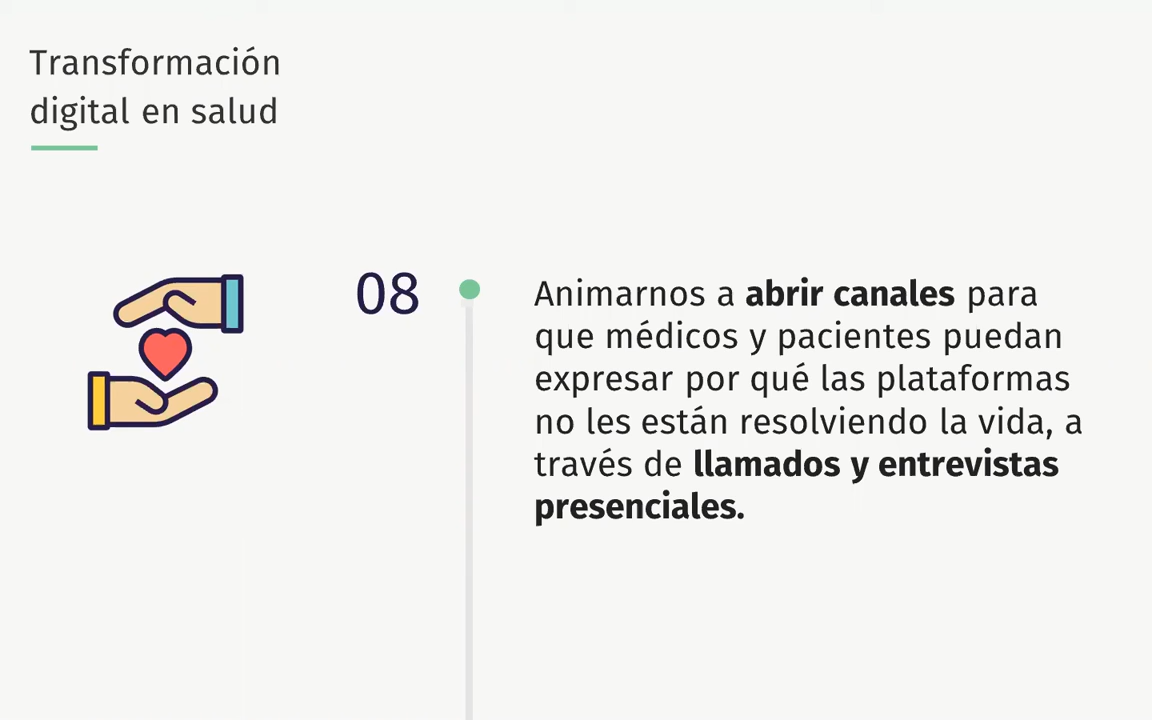 Transformación
digital en salud
08
Animarnos a abrir canales para
que médicos y pacientes puedan
expresar por qué las plataformas
no les están resolviendo la vida, a
través de llamados y entrevistas
presenciales.